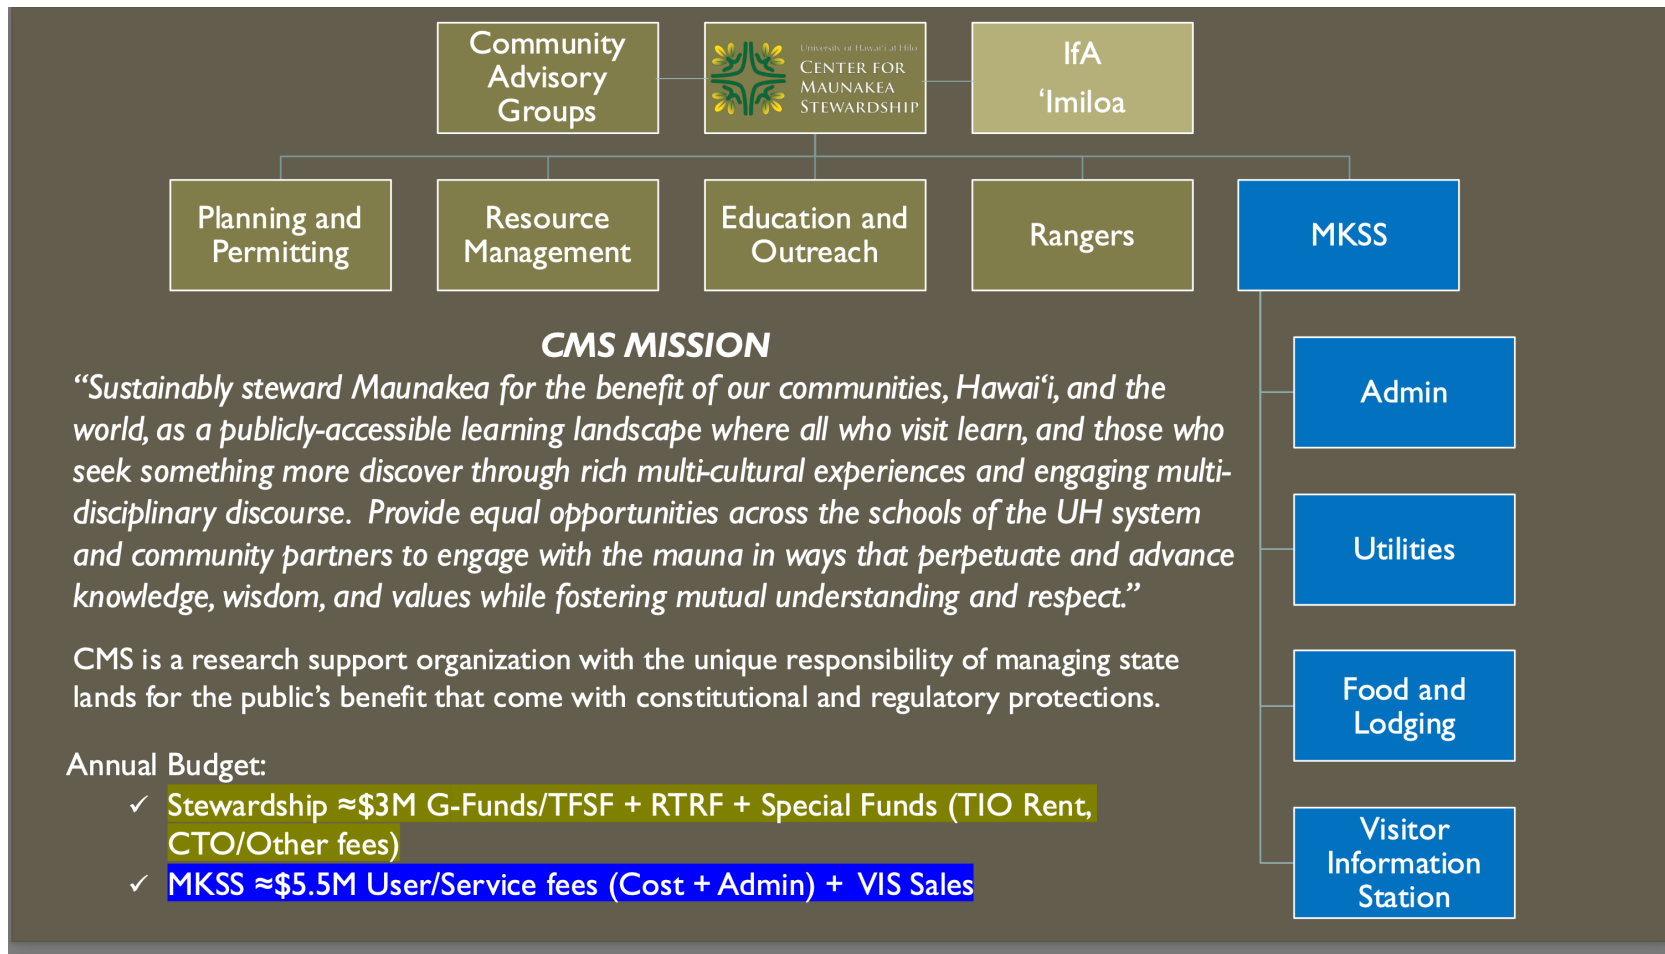 Community
Advisory
Groups
University of Hawaiʻi at Hilo
CENTER FOR
MAUNAKEA
STEWARDSHIP
IfA
ʻImiloa
Planning and
Permitting
Resource
Management
Education and
Outreach
Rangers
MKSS
CMS MISSION
“Sustainably steward Maunakea for the benefit of our communities, Hawaiʻi, and the
world, as a publicly-accessible learning landscape where all who visit learn, and those who
seek something more discover through rich multi-cultural experiences and engaging multi-
disciplinary discourse.  Provide equal opportunities across the schools of the UH system
and community partners to engage with the mauna in ways that perpetuate and advance
knowledge, wisdom, and values while fostering mutual understanding and respect.”
CMS is a research support organization with the unique responsibility of managing state
lands for the public’s benefit that come with constitutional and regulatory protections.
Annual Budget:
✓ Stewardship ≈$3M G-Funds/TFSF + RTRF + Special Funds (TIO Rent,
CTO/Other fees)
✓ MKSS ≈$5.5M User/Service fees (Cost + Admin) + VIS Sales
Admin
Utilities
Food and
Lodging
Visitor
Information
Station